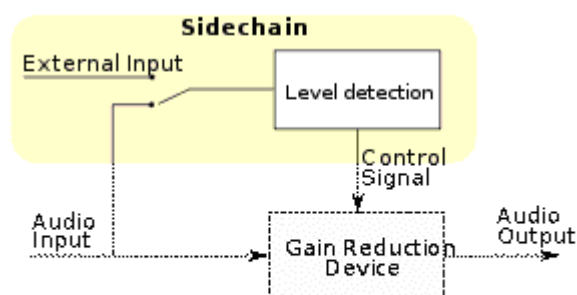 Sidechain
External Input
Level detection
Control
Signal
Audio
Input
Gain Reduction
Device
Audio
Output